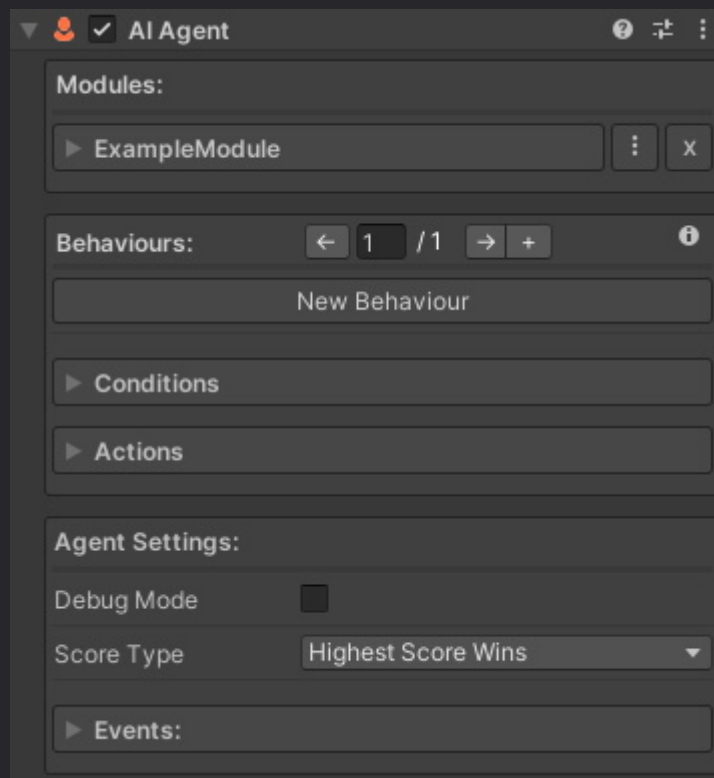 AI Agent
Modules:
ExampleModule x
Behaviours: ← 1 / 1 → +
New Behaviour
Conditions
Actions
Agent Settings:
Debug Mode
Score Type Highest Score Wins
Events: